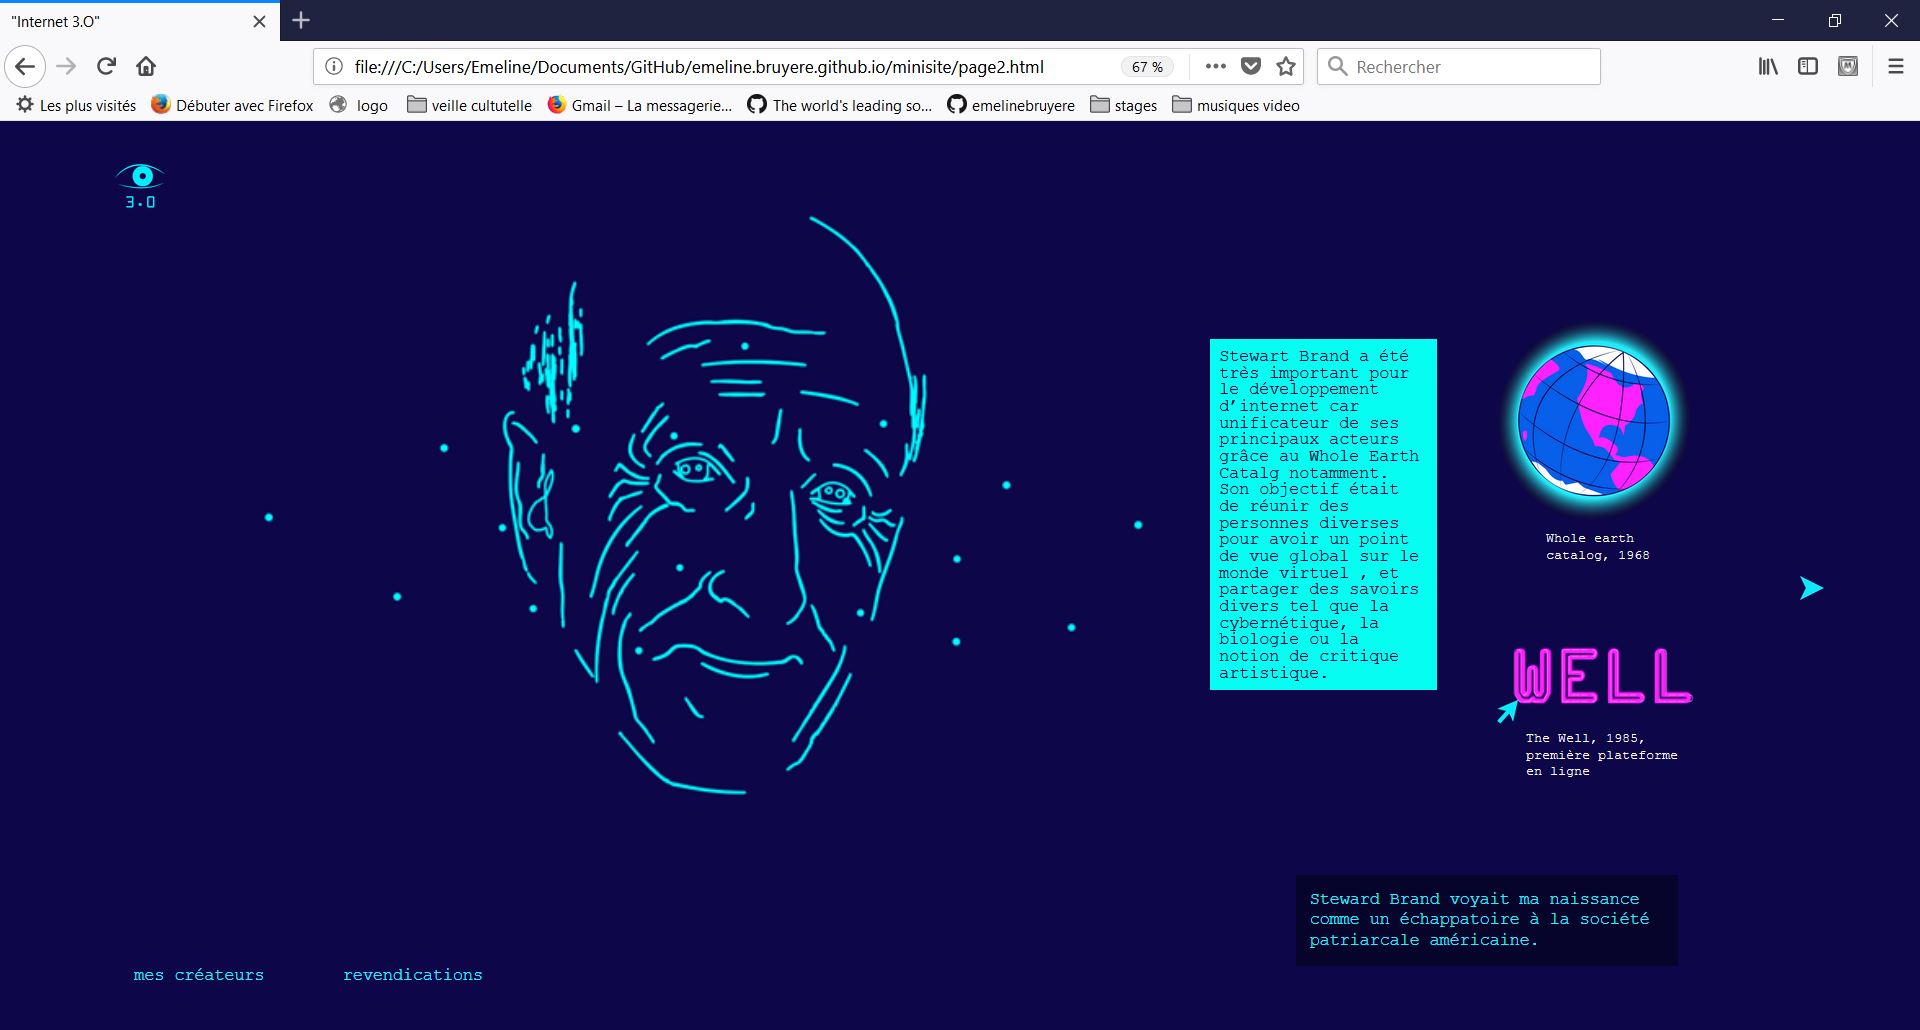 "Internet 3.O"
file:///C:/Users/Emeline/Documents/GitHub/emeline.bruyere.github.io/minisite/page2.html
67 %
Rechercher
Les plus visités
Débuter avec Firefox
logo
veille cultutelle
Gmail – La messagerie...
The world's leading so...
emelinebruyere
stages
musiques video
3.0
Stewart Brand a été
très important pour
le développement
d’internet car
unificateur de ses
principaux acteurs
grâce au Whole Earth
Catalg notamment.
Son objectif était
de réunir des
personnes diverses
pour avoir un point
de vue global sur le
monde virtuel , et
partager des savoirs
divers tel que la
cybernétique, la
biologie ou la
notion de critique
artistique.
Whole earth
catalog, 1968
WELL
The Well, 1985,
première plateforme
en ligne
Steward Brand voyait ma naissance
comme un échappatoire à la société
patriarcale américaine.
mes créateurs
revendications